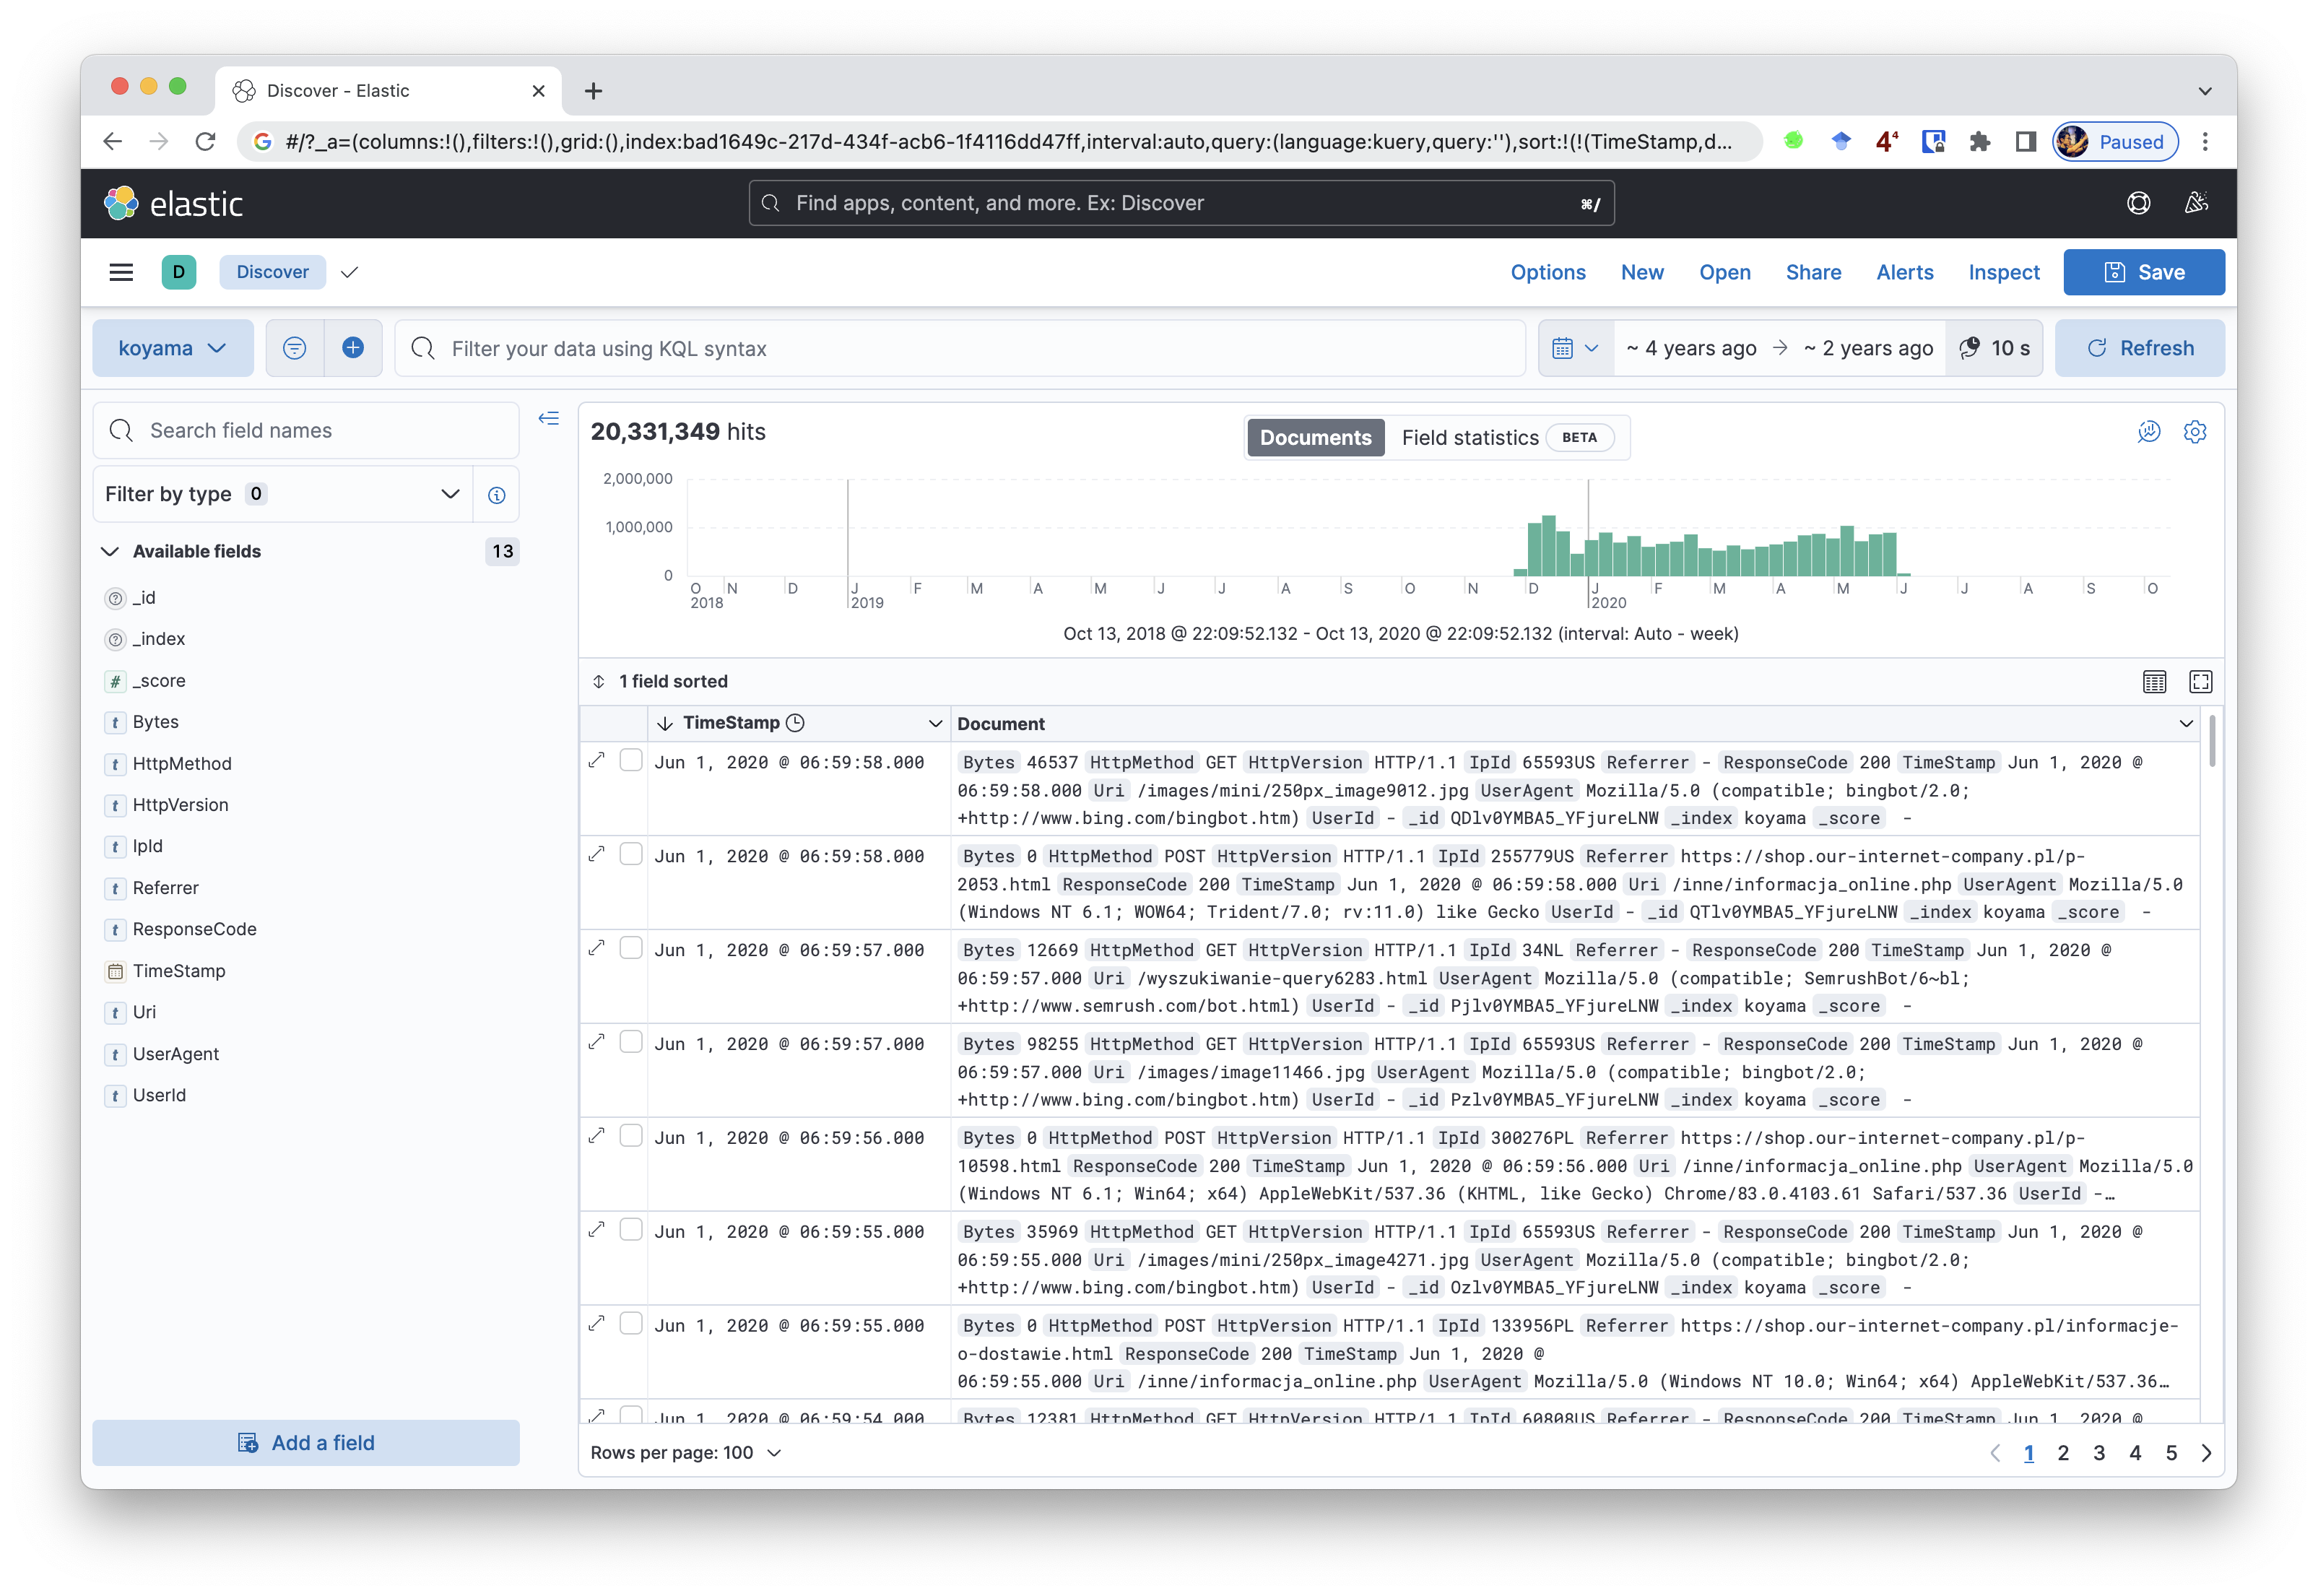 Discover - Elastic
#/?_a=(columns:!(),filters:!(),grid:(),index:bad1649c-217d-434f-acb6-1f4116dd47ff,interval:auto,query:(language:kuery,query:''),sort:!(!(TimeStamp,d...
4⁴
Paused
elastic
Find apps, content, and more. Ex: Discover
⌘/
D
Discover
Options
New
Open
Share
Alerts
Inspect
Save
koyama
Filter your data using KQL syntax
~ 4 years ago → ~ 2 years ago
10 s
Refresh
Search field names
Filter by type 0
Available fields 13
_id
_index
# _score
t Bytes
t HttpMethod
t HttpVersion
t IpId
t Referrer
t ResponseCode
TimeStamp
t Uri
t UserAgent
t UserId
Add a field
20,331,349 hits
Documents
Field statistics BETA
2,000,000
1,000,000
0
O N D J F M A M J J A S O N D J F M A M J J A S O
2018 2019 2020
Oct 13, 2018 @ 22:09:52.132 - Oct 13, 2020 @ 22:09:52.132 (interval: Auto - week)
1 field sorted
TimeStamp
Document
Jun 1, 2020 @ 06:59:58.000
Bytes 46537 HttpMethod GET HttpVersion HTTP/1.1 IpId 65593US Referrer - ResponseCode 200 TimeStamp Jun 1, 2020 @
06:59:58.000 Uri /images/mini/250px_image9012.jpg UserAgent Mozilla/5.0 (compatible; bingbot/2.0;
+http://www.bing.com/bingbot.htm) UserId - _id QDlv0YMBA5_YFjureLNW _index koyama _score -
Jun 1, 2020 @ 06:59:58.000
Bytes 0 HttpMethod POST HttpVersion HTTP/1.1 IpId 255779US Referrer https://shop.our-internet-company.pl/p-
2053.html ResponseCode 200 TimeStamp Jun 1, 2020 @ 06:59:58.000 Uri /inne/informacja_online.php UserAgent Mozilla/5.0
(Windows NT 6.1; WOW64; Trident/7.0; rv:11.0) like Gecko UserId - _id QTlv0YMBA5_YFjureLNW _index koyama _score -
Jun 1, 2020 @ 06:59:57.000
Bytes 12669 HttpMethod GET HttpVersion HTTP/1.1 IpId 34NL Referrer - ResponseCode 200 TimeStamp Jun 1, 2020 @
06:59:57.000 Uri /wyszukiwanie-query6283.html UserAgent Mozilla/5.0 (compatible; SemrushBot/6~bl;
+http://www.semrush.com/bot.html) UserId - _id Pjlv0YMBA5_YFjureLNW _index koyama _score -
Jun 1, 2020 @ 06:59:57.000
Bytes 98255 HttpMethod GET HttpVersion HTTP/1.1 IpId 65593US Referrer - ResponseCode 200 TimeStamp Jun 1, 2020 @
06:59:57.000 Uri /images/image11466.jpg UserAgent Mozilla/5.0 (compatible; bingbot/2.0;
+http://www.bing.com/bingbot.htm) UserId - _id Pzlv0YMBA5_YFjureLNW _index koyama _score -
Jun 1, 2020 @ 06:59:56.000
Bytes 0 HttpMethod POST HttpVersion HTTP/1.1 IpId 300276PL Referrer https://shop.our-internet-company.pl/p-
10598.html ResponseCode 200 TimeStamp Jun 1, 2020 @ 06:59:56.000 Uri /inne/informacja_online.php UserAgent Mozilla/5.0
(Windows NT 6.1; Win64; x64) AppleWebKit/537.36 (KHTML, like Gecko) Chrome/83.0.4103.61 Safari/537.36 UserId -…
Jun 1, 2020 @ 06:59:55.000
Bytes 35969 HttpMethod GET HttpVersion HTTP/1.1 IpId 65593US Referrer - ResponseCode 200 TimeStamp Jun 1, 2020 @
06:59:55.000 Uri /images/mini/250px_image4271.jpg UserAgent Mozilla/5.0 (compatible; bingbot/2.0;
+http://www.bing.com/bingbot.htm) UserId - _id Ozlv0YMBA5_YFjureLNW _index koyama _score -
Jun 1, 2020 @ 06:59:55.000
Bytes 0 HttpMethod POST HttpVersion HTTP/1.1 IpId 133956PL Referrer https://shop.our-internet-company.pl/informacje-
o-dostawie.html ResponseCode 200 TimeStamp Jun 1, 2020 @
06:59:55.000 Uri /inne/informacja_online.php UserAgent Mozilla/5.0 (Windows NT 10.0; Win64; x64) AppleWebKit/537.36…
Jun 1, 2020 @ 06:59:54.000
Bytes 12381 HttpMethod GET HttpVersion HTTP/1.1 IpId 60808US Referrer - ResponseCode 200 TimeStamp Jun 1, 2020 @
Rows per page: 100
1 2 3 4 5